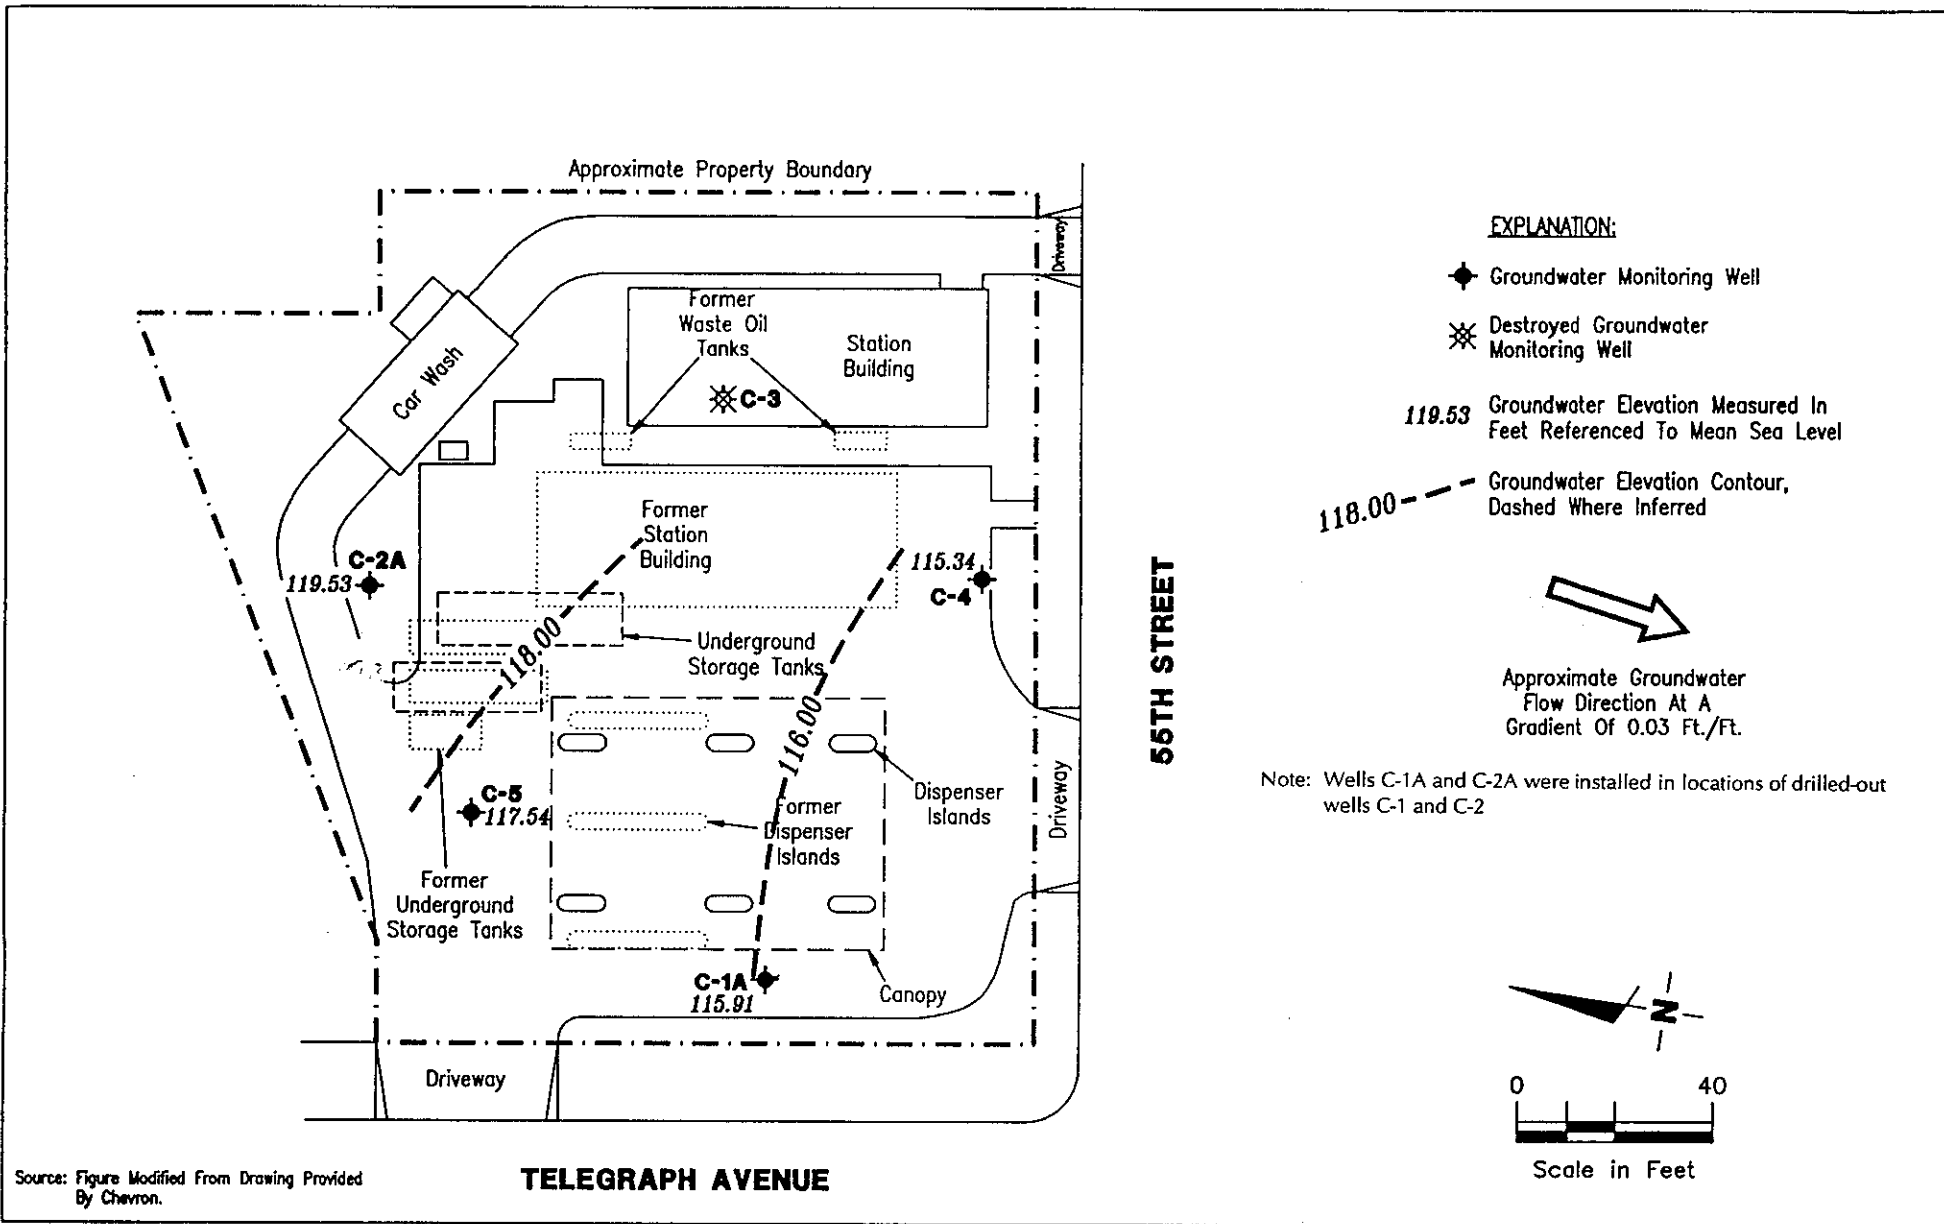 Approximate Property Boundary
Driveway
Former
Waste Oil
Tanks
Station
Building
C-3
Car Wash
Former
Station
Building
C-2A
119.53
115.34
C-4
118.00
Underground
Storage Tanks
116.00
C-5
117.54
Former
Dispenser
Islands
Dispenser
Islands
Driveway
Former
Underground
Storage Tanks
C-1A
115.91
Canopy
Driveway
55TH STREET
TELEGRAPH AVENUE
Source: Figure Modified From Drawing Provided
By Chevron.
EXPLANATION:
Groundwater Monitoring Well
Destroyed Groundwater
Monitoring Well
119.53 Groundwater Elevation Measured In
Feet Referenced To Mean Sea Level
118.00 Groundwater Elevation Contour,
Dashed Where Inferred
Approximate Groundwater
Flow Direction At A
Gradient Of 0.03 Ft./Ft.
Note: Wells C-1A and C-2A were installed in locations of drilled-out
wells C-1 and C-2
N
0 40
Scale in Feet